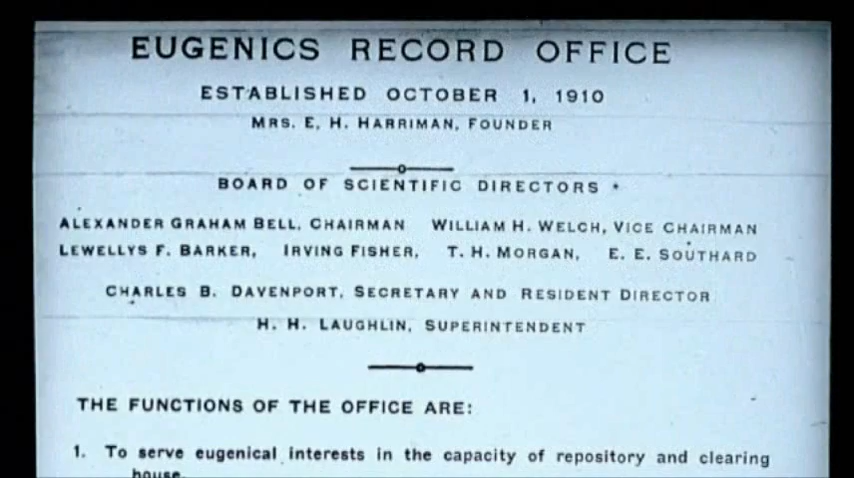 EUGENICS RECORD OFFICE
ESTABLISHED OCTOBER 1, 1910
MRS. E. H. HARRIMAN, FOUNDER
BOARD OF SCIENTIFIC DIRECTORS *
ALEXANDER GRAHAM BELL, CHAIRMAN WILLIAM H. WELCH, VICE CHAIRMAN
LEWELLYS F. BARKER, IRVING FISHER, T. H. MORGAN, E. E. SOUTHARD
CHARLES B. DAVENPORT, SECRETARY AND RESIDENT DIRECTOR
H. H. LAUGHLIN, SUPERINTENDENT
THE FUNCTIONS OF THE OFFICE ARE:
1. To serve eugenical interests in the capacity of repository and clearing
house.